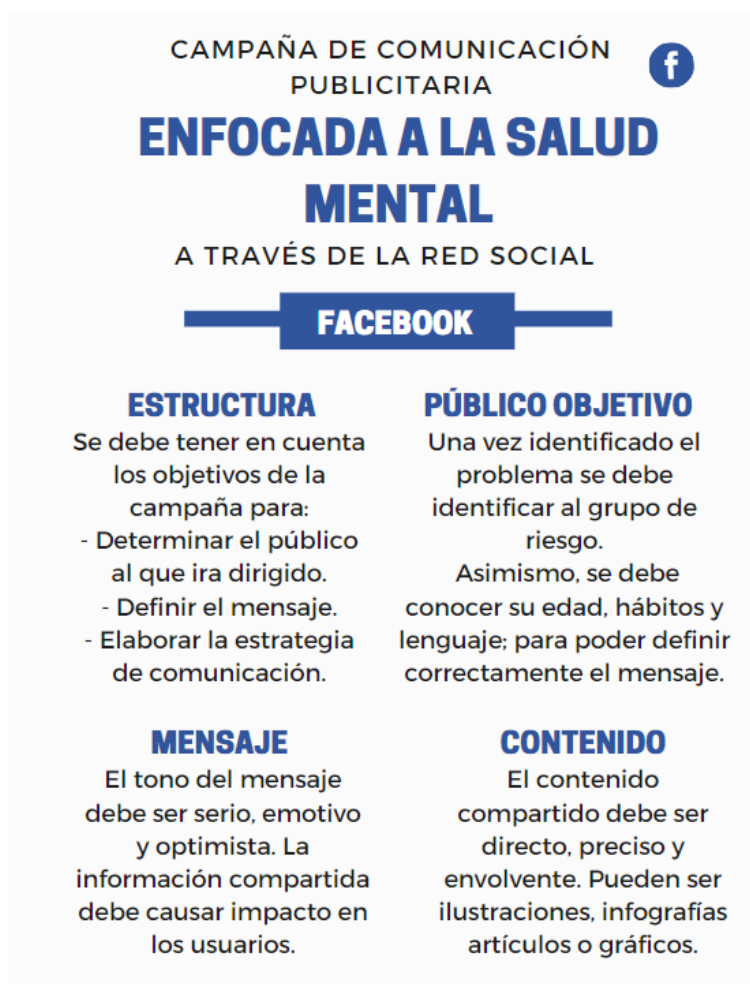 CAMPAÑA DE COMUNICACIÓN
PUBLICITARIA
f
ENFOCADA A LA SALUD
MENTAL
A TRAVÉS DE LA RED SOCIAL
FACEBOOK
ESTRUCTURA
Se debe tener en cuenta
los objetivos de la
campaña para:
- Determinar el público
al que ira dirigido.
- Definir el mensaje.
- Elaborar la estrategia
de comunicación.
PÚBLICO OBJETIVO
Una vez identificado el
problema se debe
identificar al grupo de
riesgo.
Asimismo, se debe
conocer su edad, hábitos y
lenguaje; para poder definir
correctamente el mensaje.
MENSAJE
El tono del mensaje
debe ser serio, emotivo
y optimista. La
información compartida
debe causar impacto en
los usuarios.
CONTENIDO
El contenido
compartido debe ser
directo, preciso y
envolvente. Pueden ser
ilustraciones, infografías
artículos o gráficos.